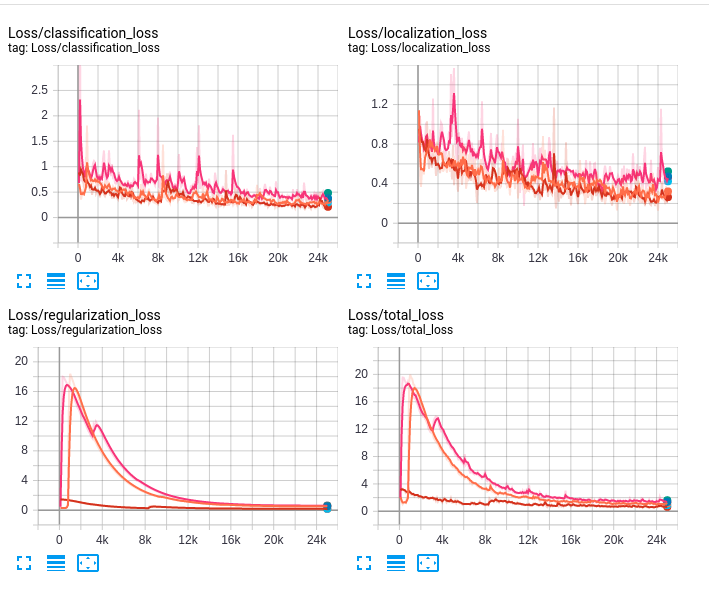 Loss/classification_loss
tag: Loss/classification_loss
2.5
2
1.5
1
0.5
0
0 4k 8k 12k 16k 20k 24k
Loss/localization_loss
tag: Loss/localization_loss
1.2
0.8
0.4
0
0 4k 8k 12k 16k 20k 24k
Loss/regularization_loss
tag: Loss/regularization_loss
20
16
12
8
4
0
0 4k 8k 12k 16k 20k 24k
Loss/total_loss
tag: Loss/total_loss
20
16
12
8
4
0
0 4k 8k 12k 16k 20k 24k